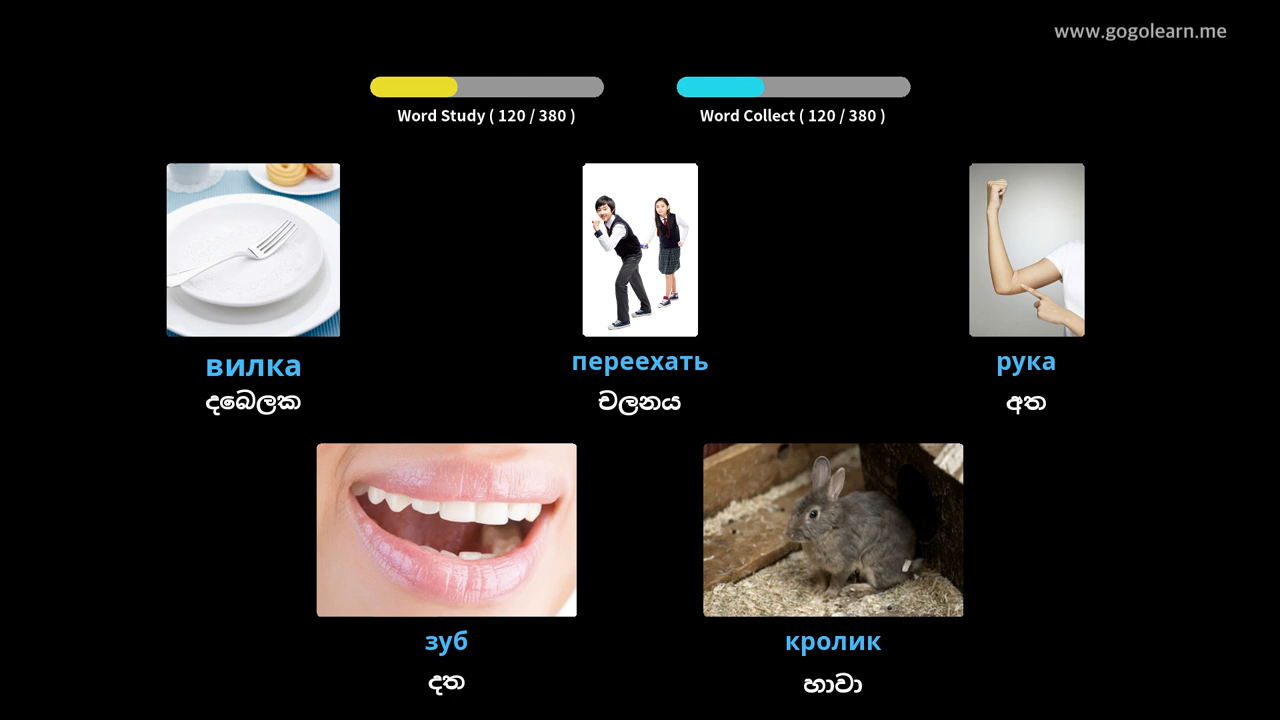 www.gogolearn.me
Word Study ( 120 / 380 )
Word Collect ( 120 / 380 )
вилка
දබෙලක
переехать
චලනය
рука
අත
зуб
දත
кролик
හාවා